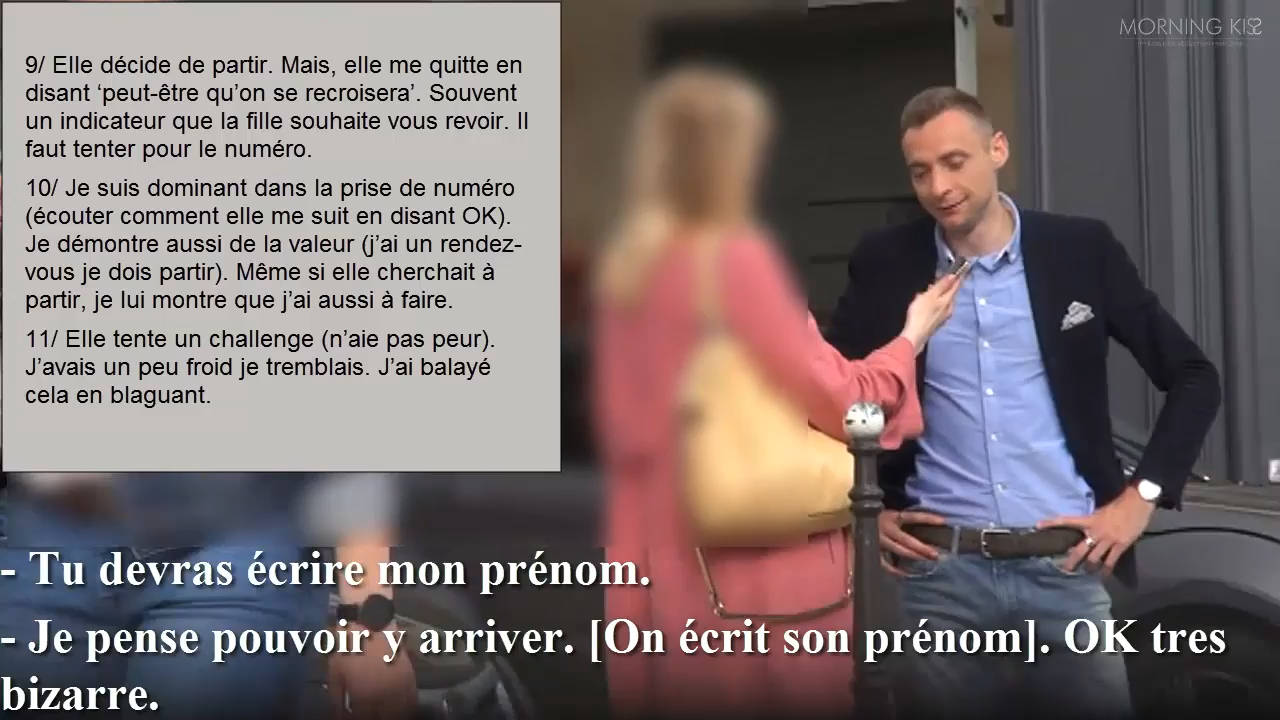 MORNING KISS
9/ Elle décide de partir. Mais, elle me quitte en
disant ‘peut-être qu’on se recroisera’. Souvent
un indicateur que la fille souhaite vous revoir. Il
faut tenter pour le numéro.
10/ Je suis dominant dans la prise de numéro
(écouter comment elle me suit en disant OK).
Je démontre aussi de la valeur (j’ai un rendez-
vous je dois partir). Même si elle cherchait à
partir, je lui montre que j’ai aussi à faire.
11/ Elle tente un challenge (n’aie pas peur).
J’avais un peu froid je tremblais. J’ai balayé
cela en blaguant.
- Tu devras écrire mon prénom.
- Je pense pouvoir y arriver. [On écrit son prénom]. OK tres
bizarre.